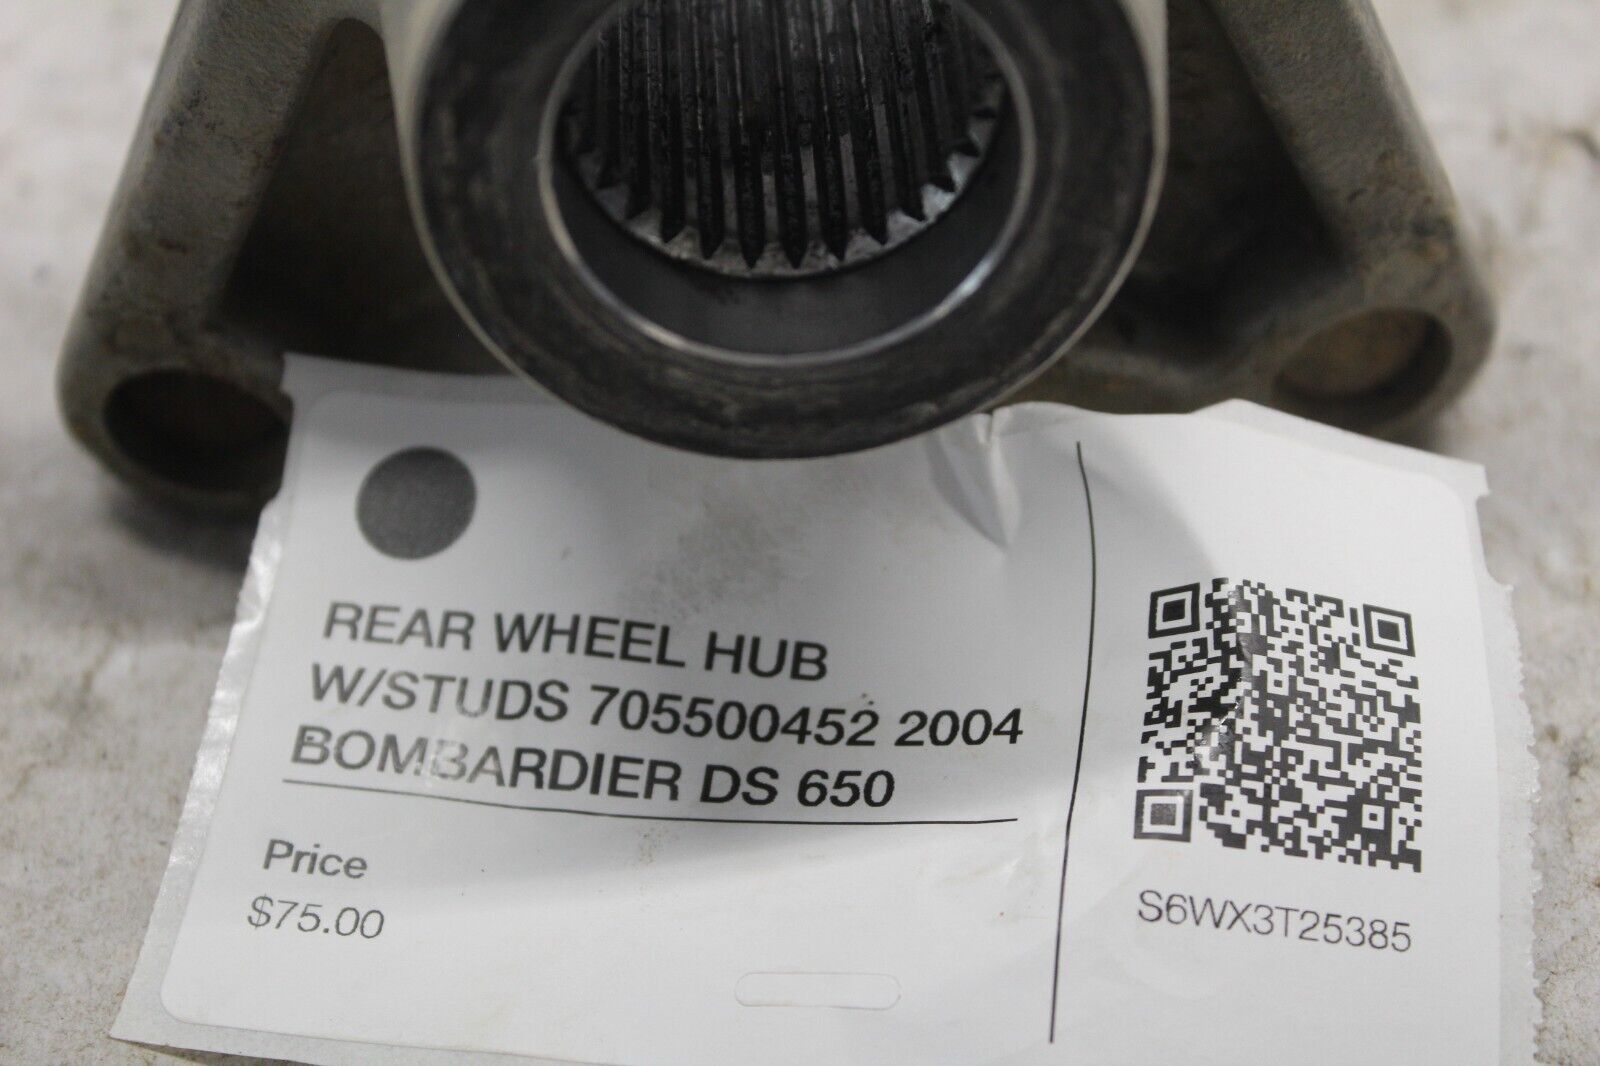 REAR WHEEL HUB
W/STUDS 705500452 2004
BOMBARDIER DS 650
Price
$75.00
S6WX3T25385